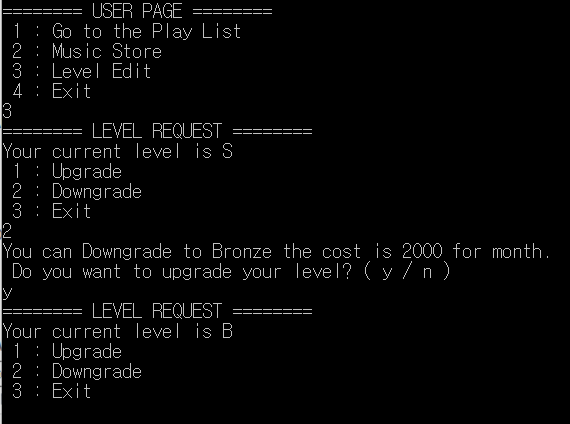 ======== USER PAGE ========
1 : Go to the Play List
2 : Music Store
3 : Level Edit
4 : Exit
3
======== LEVEL REQUEST ========
Your current level is S
1 : Upgrade
2 : Downgrade
3 : Exit
2
You can Downgrade to Bronze the cost is 2000 for month.
Do you want to upgrade your level? ( y / n )
y
======== LEVEL REQUEST ========
Your current level is B
1 : Upgrade
2 : Downgrade
3 : Exit